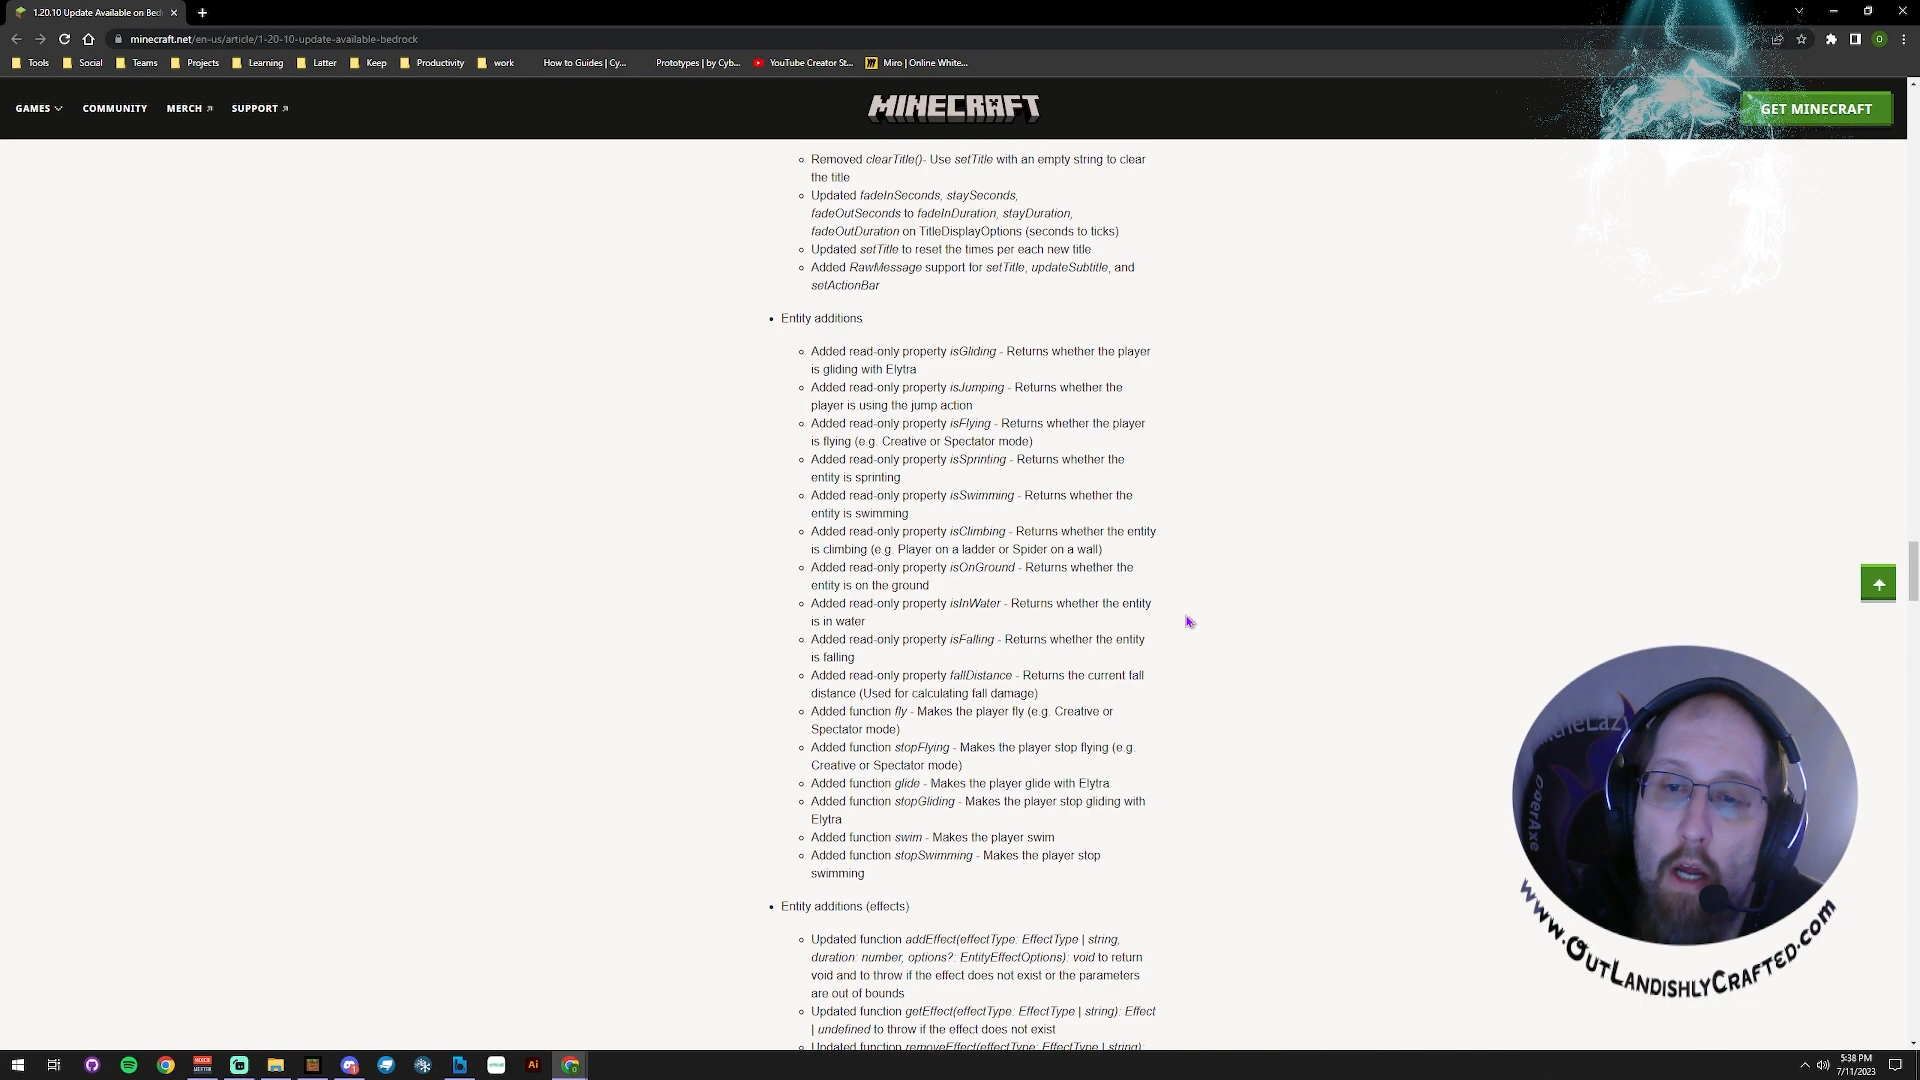 1.20.10 Update Available on Bed
minecraft.net/en-us/article/1-20-10-update-available-bedrock
Tools
Social
Teams
Projects
Learning
Latter
Keep
Productivity
work
How to Guides | Cy...
Prototypes | by Cyb...
YouTube Creator St...
Miro | Online White...
GAMES
COMMUNITY
MERCH
SUPPORT
MINECRAFT
GET MINECRAFT
Removed clearTitle()- Use setTitle with an empty string to clear
the title
Updated fadeInSeconds, staySeconds,
fadeOutSeconds to fadeInDuration, stayDuration,
fadeOutDuration on TitleDisplayOptions (seconds to ticks)
Updated setTitle to reset the times per each new title
Added RawMessage support for setTitle, updateSubtitle, and
setActionBar
Entity additions
Added read-only property isGliding - Returns whether the player
is gliding with Elytra
Added read-only property isJumping - Returns whether the
player is using the jump action
Added read-only property isFlying - Returns whether the player
is flying (e.g. Creative or Spectator mode)
Added read-only property isSprinting - Returns whether the
entity is sprinting
Added read-only property isSwimming - Returns whether the
entity is swimming
Added read-only property isClimbing - Returns whether the entity
is climbing (e.g. Player on a ladder or Spider on a wall)
Added read-only property isOnGround - Returns whether the
entity is on the ground
Added read-only property isInWater - Returns whether the entity
is in water
Added read-only property isFalling - Returns whether the entity
is falling
Added read-only property fallDistance - Returns the current fall
distance (Used for calculating fall damage)
Added function fly - Makes the player fly (e.g. Creative or
Spectator mode)
Added function stopFlying - Makes the player stop flying (e.g.
Creative or Spectator mode)
Added function glide - Makes the player glide with Elytra
Added function stopGliding - Makes the player stop gliding with
Elytra
Added function swim - Makes the player swim
Added function stopSwimming - Makes the player stop
swimming
Entity additions (effects)
Updated function addEffect(effectType: EffectType | string,
duration: number, options?: EntityEffectOptions): void to return
void and to throw if the effect does not exist or the parameters
are out of bounds
Updated function getEffect(effectType: EffectType | string): Effect
| undefined to throw if the effect does not exist
Updated function removeEffect(effectType: EffectType | string):
OberAxe
www.OutLandishlyCrafted.com
Ai
5:38 PM
7/11/2023